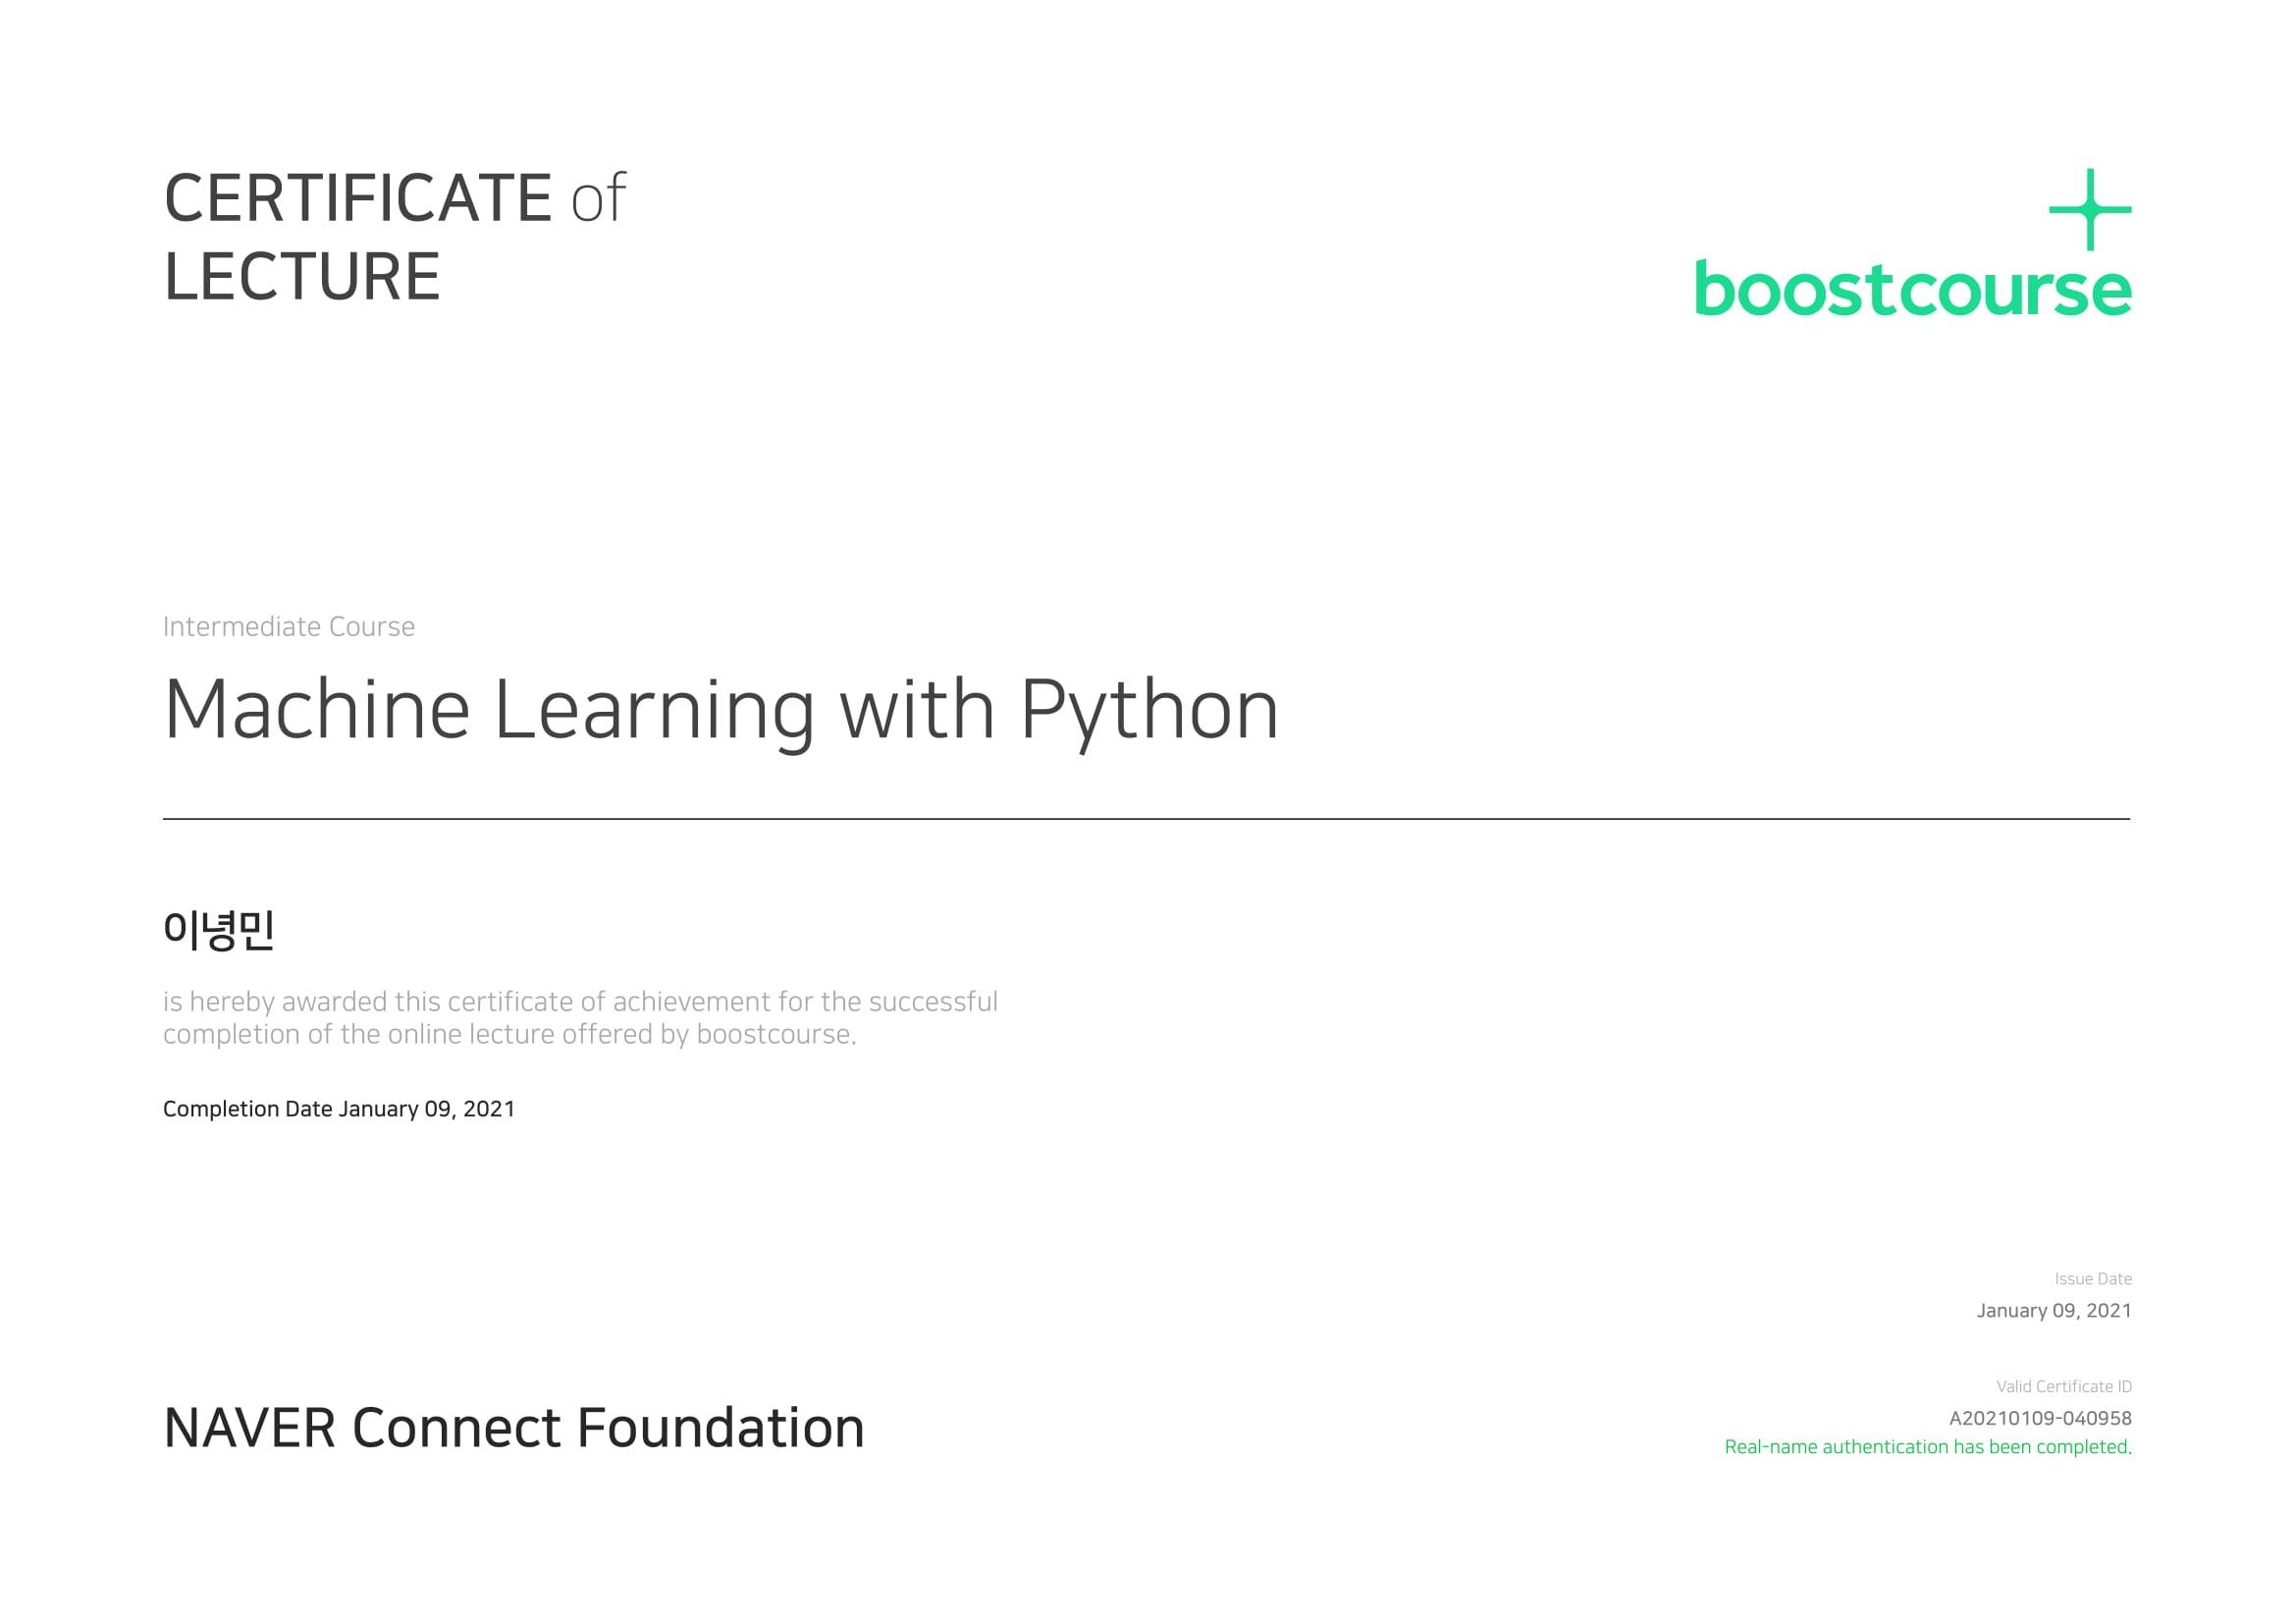 CERTIFICATE of
LECTURE
boostcourse
Intermediate Course
Machine Learning with Python
이녕민
is hereby awarded this certificate of achievement for the successful
completion of the online lecture offered by boostcourse.
Completion Date January 09, 2021
Issue Date
January 09, 2021
Valid Certificate ID
A20210109-040958
Real-name authentication has been completed.
NAVER Connect Foundation